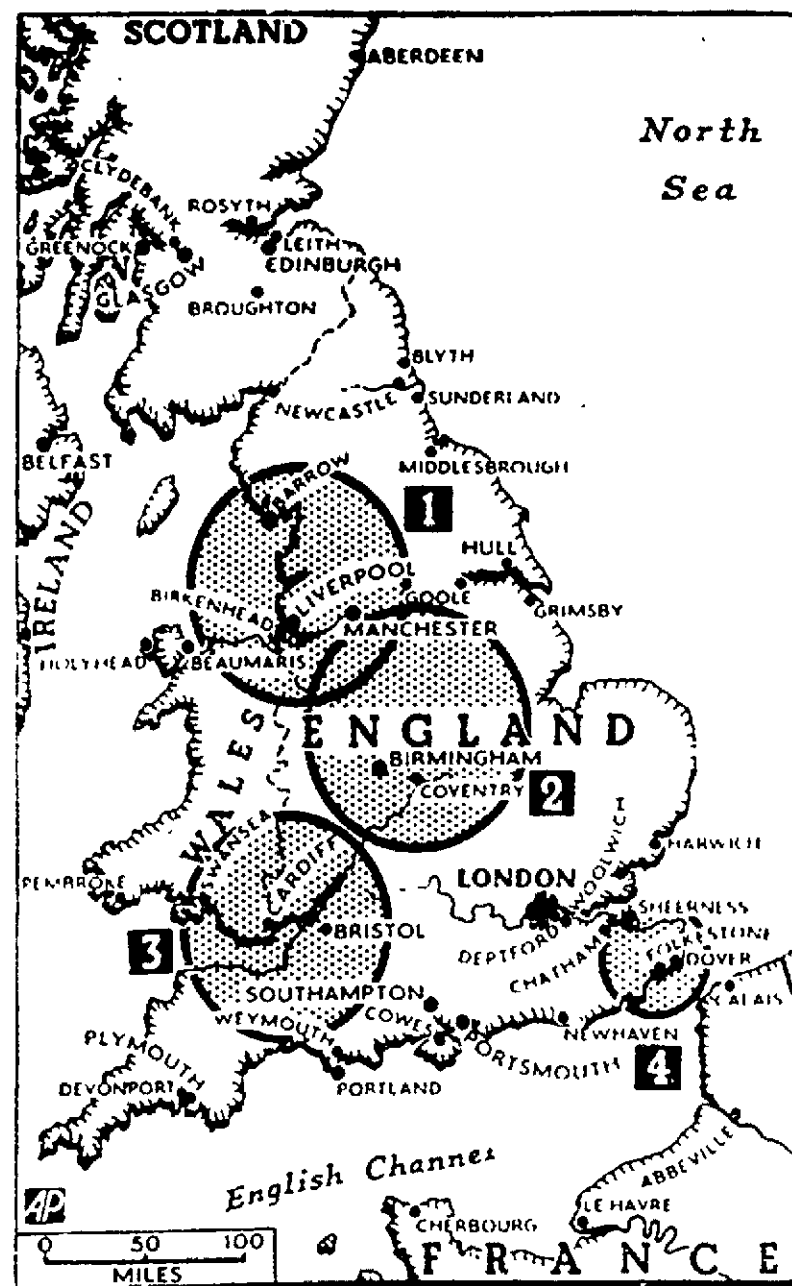 SCOTLAND
ABERDEEN
North
Sea
CLYDEBANK
ROSYTH
GREENOCK
LEITH
GLASGOW
EDINBURGH
BROUGHTON
BLYTH
NEWCASTLE
SUNDERLAND
BELFAST
MIDDLESBROUGH
BARROW
1
IRELAND
HULL
LIVERPOOL
BIRKENHEAD
GOOLE
GRIMSBY
MANCHESTER
HOLYHEAD
BEAUMARIS
ENGLAND
WALES
BIRMINGHAM
COVENTRY
2
SWANSEA
CARDIFF
WOOLWICH
HARWICH
PEMBROKE
LONDON
SHEERNESS
BRISTOL
DEPTFORD
CHATHAM
FOLKESTONE
DOVER
3
SOUTHAMPTON
CALAIS
WEYMOUTH
COWES
NEWHAVEN
PORTSMOUTH
PLYMOUTH
4
DEVONPORT
PORTLAND
ABBEVILLE
English Channel
AP
LE HAVRE
CHERBOURG
0 50 100
MILES
FRANCE